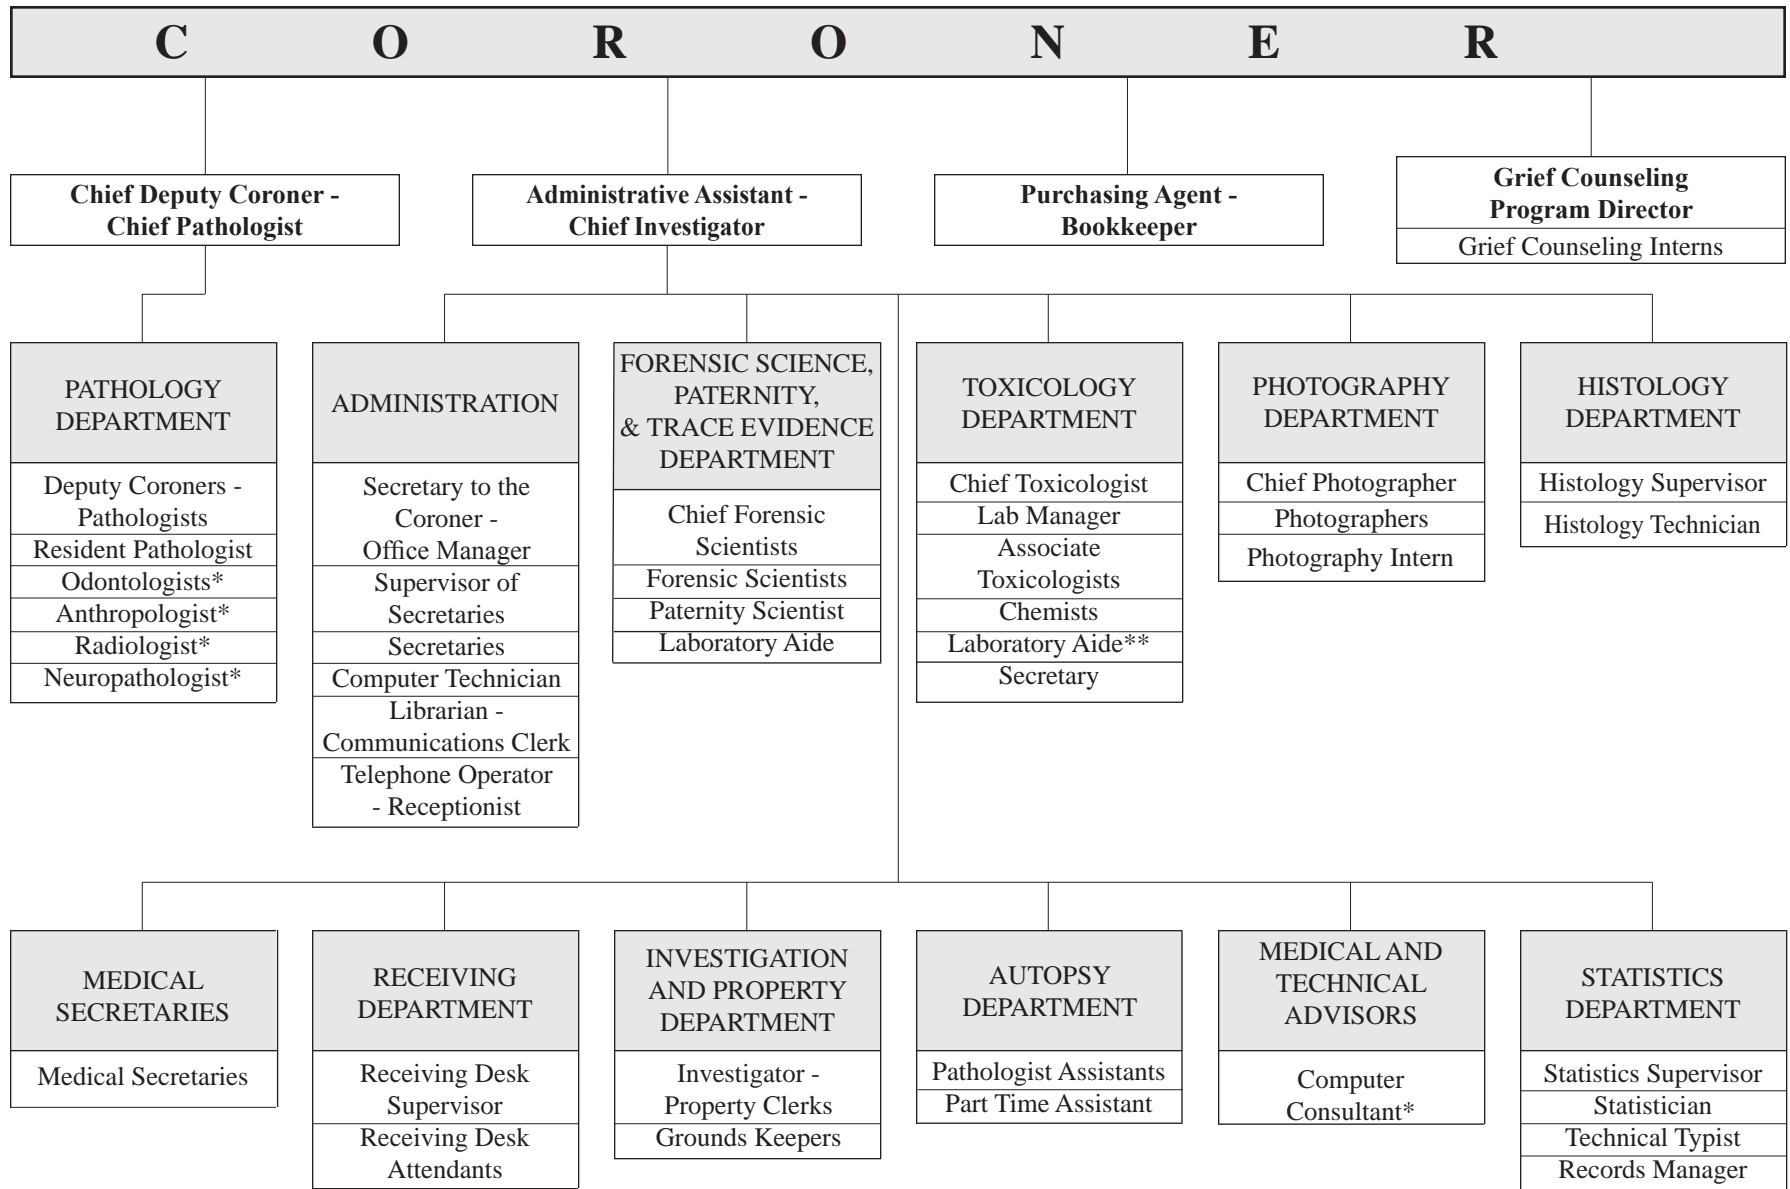 C O R O N E R
Chief Deputy Coroner -
Chief Pathologist
Administrative Assistant -
Chief Investigator
Purchasing Agent -
Bookkeeper
Grief Counseling
Program Director
Grief Counseling Interns
PATHOLOGY
DEPARTMENT
Deputy Coroners -
Pathologists
Resident Pathologist
Odontologists*
Anthropologist*
Radiologist*
Neuropathologist*
ADMINISTRATION
Secretary to the
Coroner -
Office Manager
Supervisor of
Secretaries
Secretaries
Computer Technician
Librarian -
Communications Clerk
Telephone Operator
- Receptionist
FORENSIC SCIENCE,
PATERNITY,
& TRACE EVIDENCE
DEPARTMENT
Chief Forensic
Scientists
Forensic Scientists
Paternity Scientist
Laboratory Aide
TOXICOLOGY
DEPARTMENT
Chief Toxicologist
Lab Manager
Associate
Toxicologists
Chemists
Laboratory Aide**
Secretary
PHOTOGRAPHY
DEPARTMENT
Chief Photographer
Photographers
Photography Intern
HISTOLOGY
DEPARTMENT
Histology Supervisor
Histology Technician
MEDICAL
SECRETARIES
Medical Secretaries
RECEIVING
DEPARTMENT
Receiving Desk
Supervisor
Receiving Desk
Attendants
INVESTIGATION
AND PROPERTY
DEPARTMENT
Investigator -
Property Clerks
Grounds Keepers
AUTOPSY
DEPARTMENT
Pathologist Assistants
Part Time Assistant
MEDICAL AND
TECHNICAL
ADVISORS
Computer
Consultant*
STATISTICS
DEPARTMENT
Statistics Supervisor
Statistician
Technical Typist
Records Manager